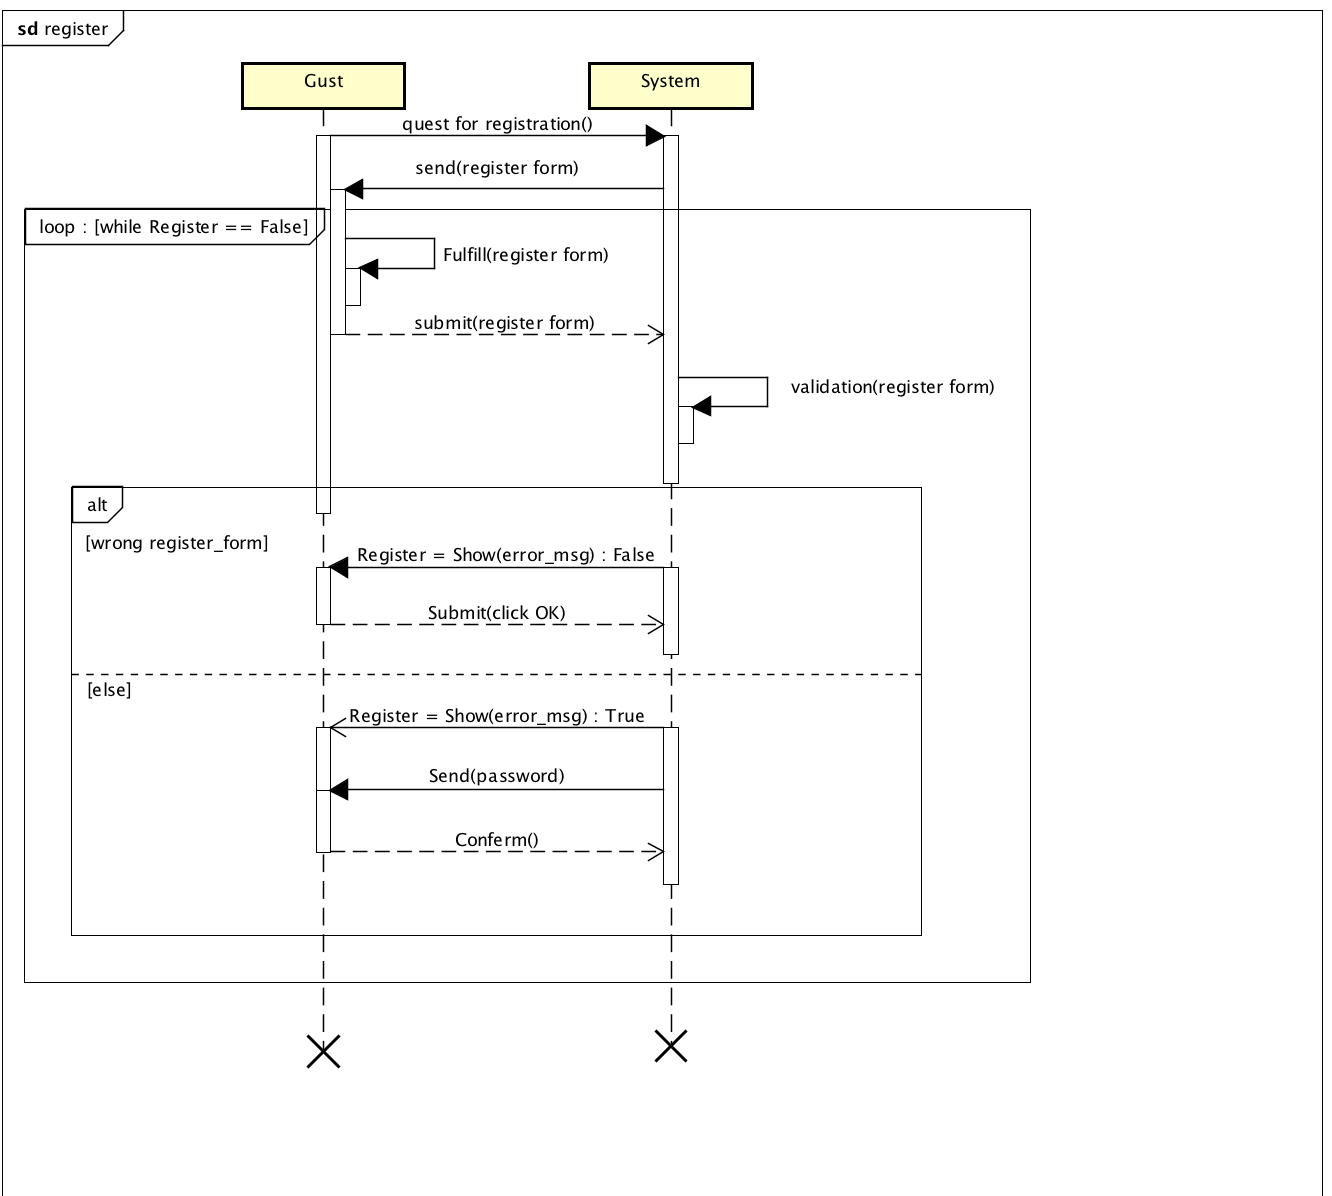 sd register
Gust
System
quest for registration()
send(register form)
loop : [while Register == False]
Fulfill(register form)
submit(register form)
validation(register form)
alt
[wrong register_form]
Register = Show(error_msg) : False
Submit(click OK)
[else]
Register = Show(error_msg) : True
Send(password)
Conferm()